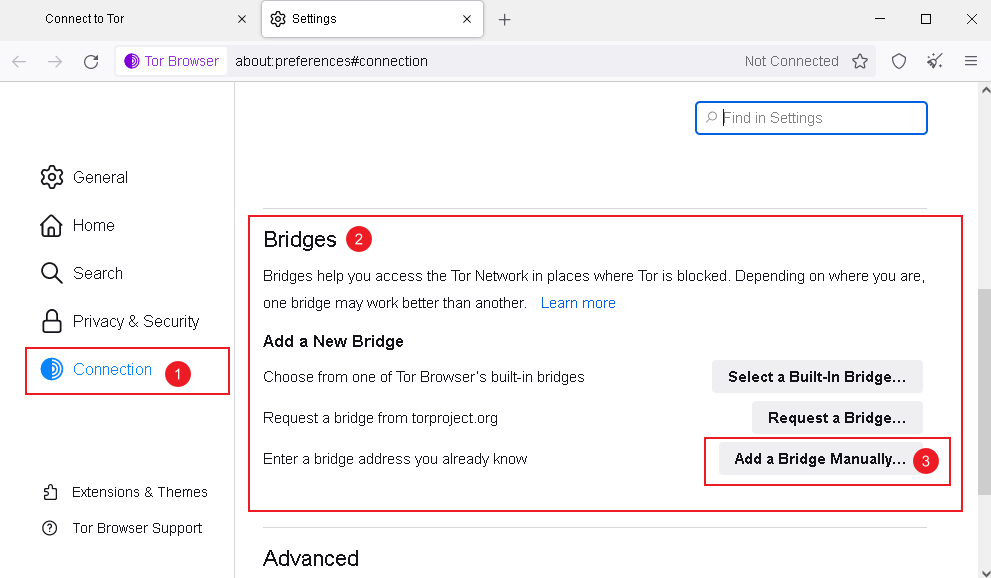 Connect to Tor
Settings
Tor Browser
about:preferences#connection
Not Connected
Find in Settings
General
Home
Search
Privacy & Security
Connection
1
Extensions & Themes
Tor Browser Support
Bridges
2
Bridges help you access the Tor Network in places where Tor is blocked. Depending on where you are,
one bridge may work better than another. Learn more
Add a New Bridge
Choose from one of Tor Browser's built-in bridges
Select a Built-In Bridge…
Request a bridge from torproject.org
Request a Bridge…
Enter a bridge address you already know
Add a Bridge Manually…
3
Advanced